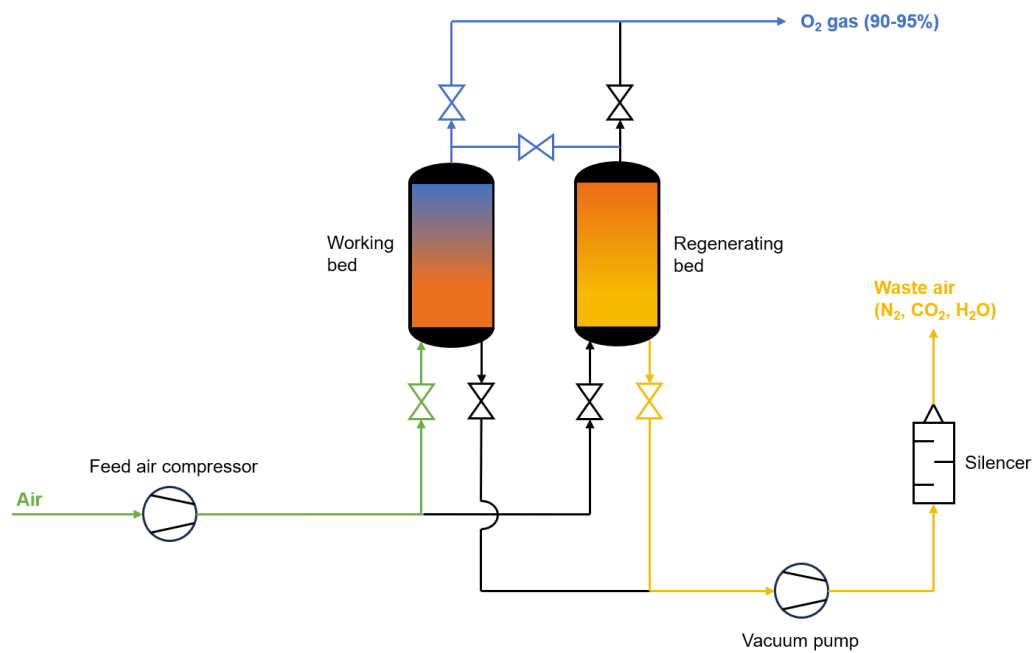 O₂ gas (90-95%)
Working
bed
Regenerating
bed
Waste air
(N₂, CO₂, H₂O)
Feed air compressor
Silencer
Air
Vacuum pump